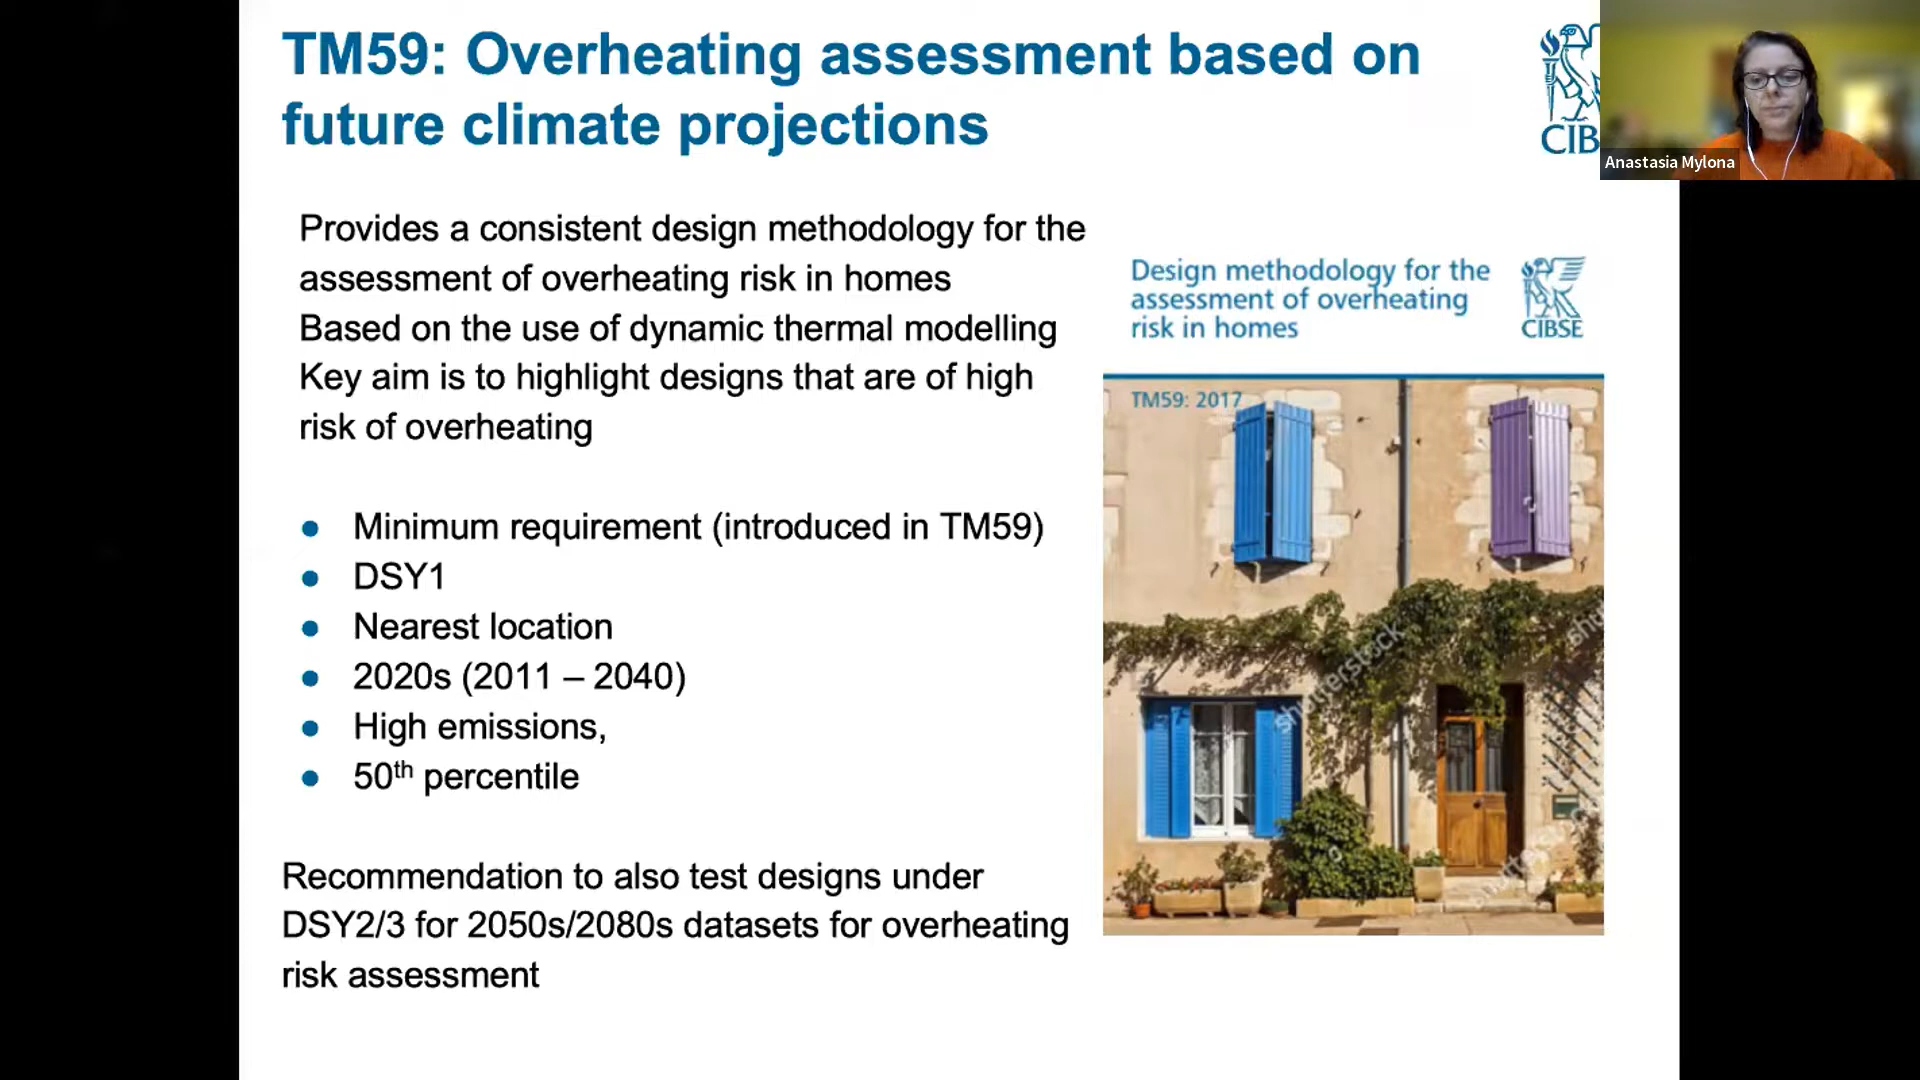 TM59: Overheating assessment based on
future climate projections
CIB
Anastasia Mylona
Provides a consistent design methodology for the
assessment of overheating risk in homes
Based on the use of dynamic thermal modelling
Key aim is to highlight designs that are of high
risk of overheating
● Minimum requirement (introduced in TM59)
● DSY1
● Nearest location
● 2020s (2011 – 2040)
● High emissions,
● 50th percentile
Recommendation to also test designs under
DSY2/3 for 2050s/2080s datasets for overheating
risk assessment
Design methodology for the
assessment of overheating
risk in homes
CIBSE
TM59: 2017
shutterstock